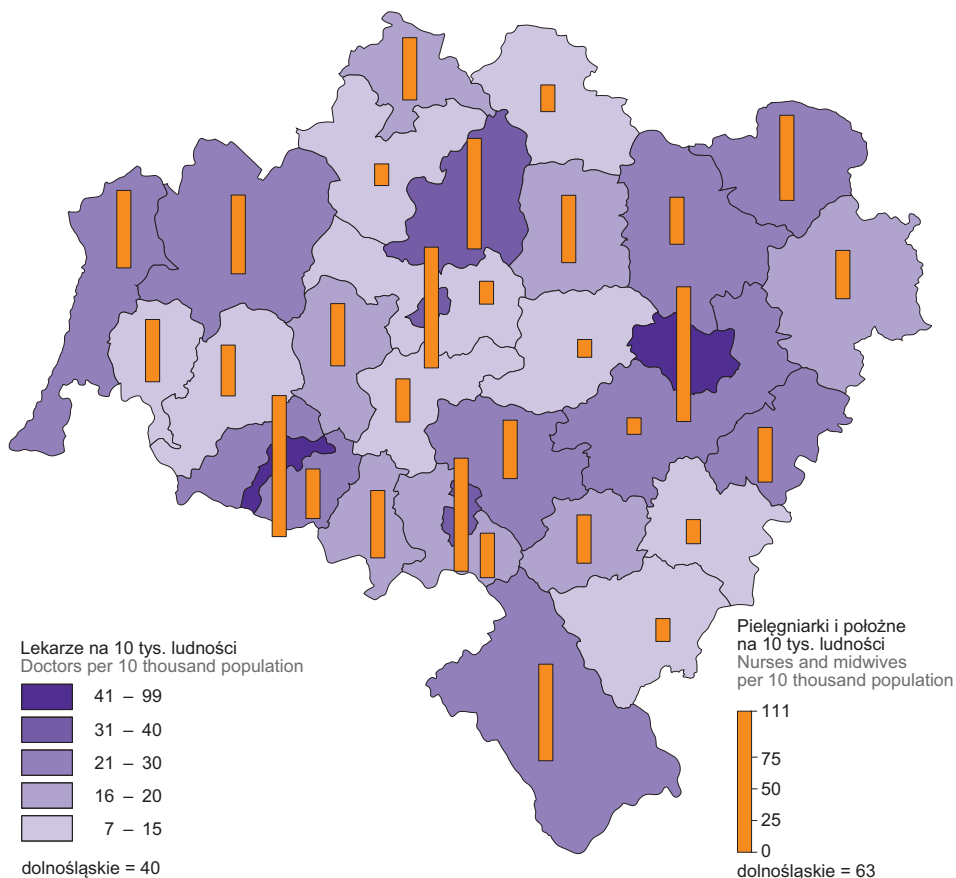 Lekarze na 10 tys. ludności
Doctors per 10 thousand population
41 – 99
31 – 40
21 – 30
16 – 20
7 – 15
dolnośląskie = 40
Pielęgniarki i położne
na 10 tys. ludności
Nurses and midwives
per 10 thousand population
111
75
50
25
0
dolnośląskie = 63